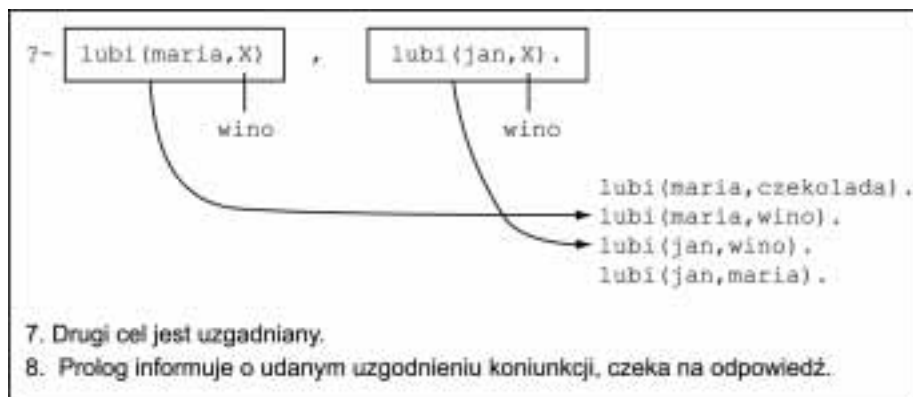 ?- lubi(maria,X) , lubi(jan,X).
wino wino
lubi(maria,czekolada).
lubi(maria,wino).
lubi(jan,wino).
lubi(jan,maria).
7. Drugi cel jest uzgadniany.
8. Prolog informuje o udanym uzgodnieniu koniunkcji, czeka na odpowiedź.